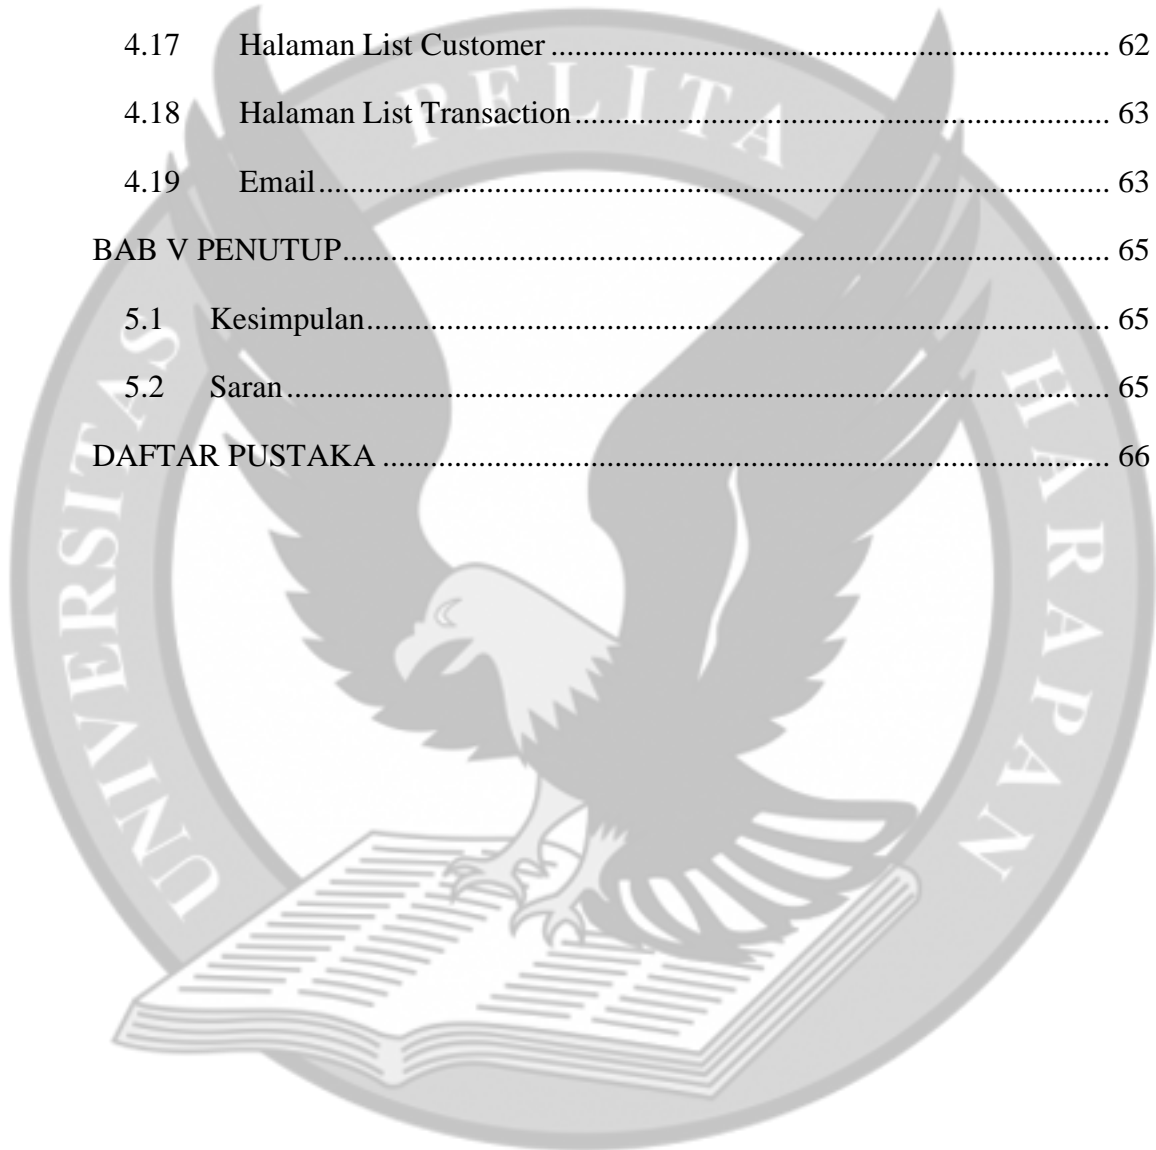 4.17 Halaman List Customer ........................................ 62
4.18 Halaman List Transaction ........................................ 63
4.19 Email ........................................ 63
BAB V PENUTUP ........................................ 65
5.1 Kesimpulan ........................................ 65
5.2 Saran ........................................ 65
DAFTAR PUSTAKA ........................................ 66
UNIVERSITAS PELITA HARAPAN